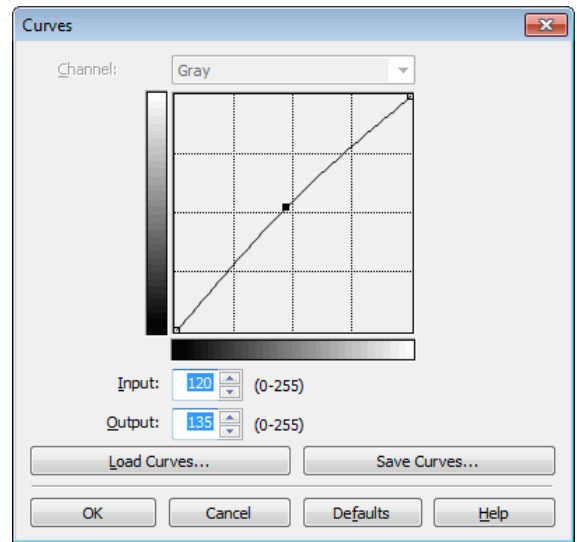 Curves
Channel: Gray
Input: 120 (0-255)
Output: 135 (0-255)
Load Curves... Save Curves...
OK Cancel Defaults Help